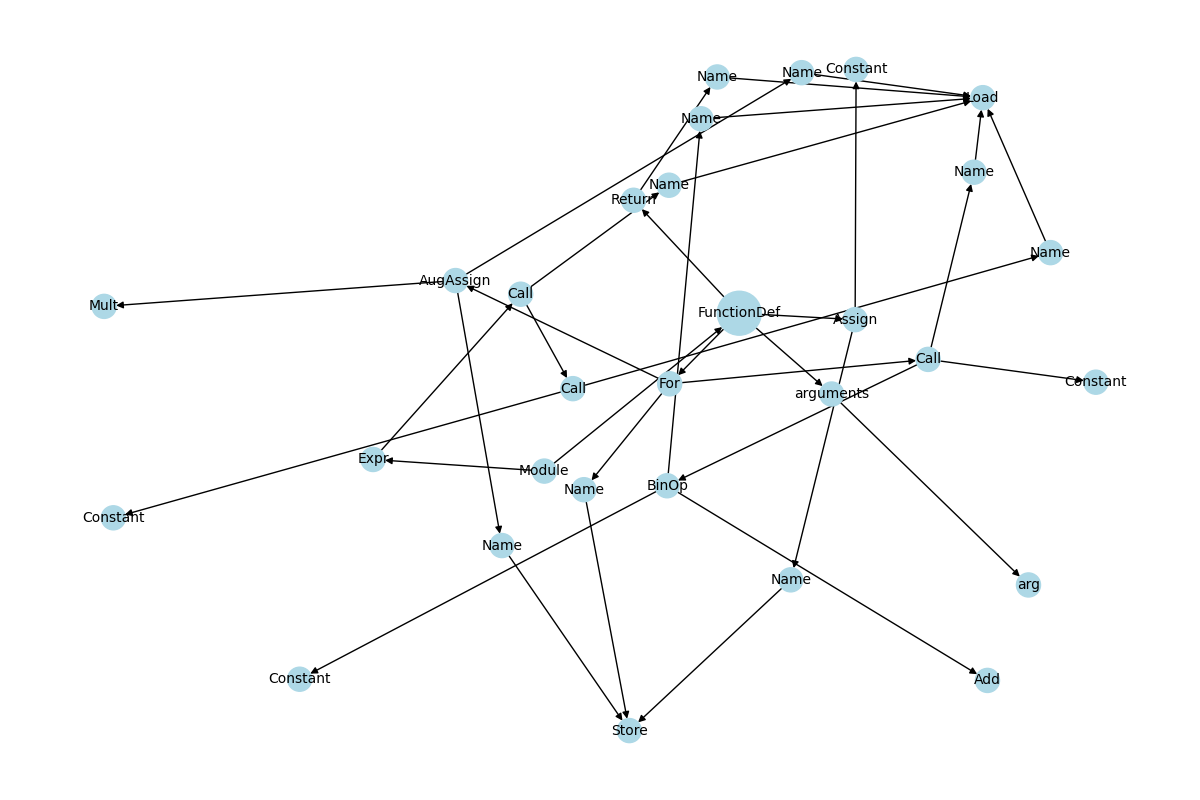 Name
Name
Constant
Load
Name
Name
Name
Return
Name
AugAssign
Call
Mult
FunctionDef
Assign
Call
For
Call
Constant
arguments
Expr
Module
Name
BinOp
Constant
Name
Name
arg
Constant
Add
Store